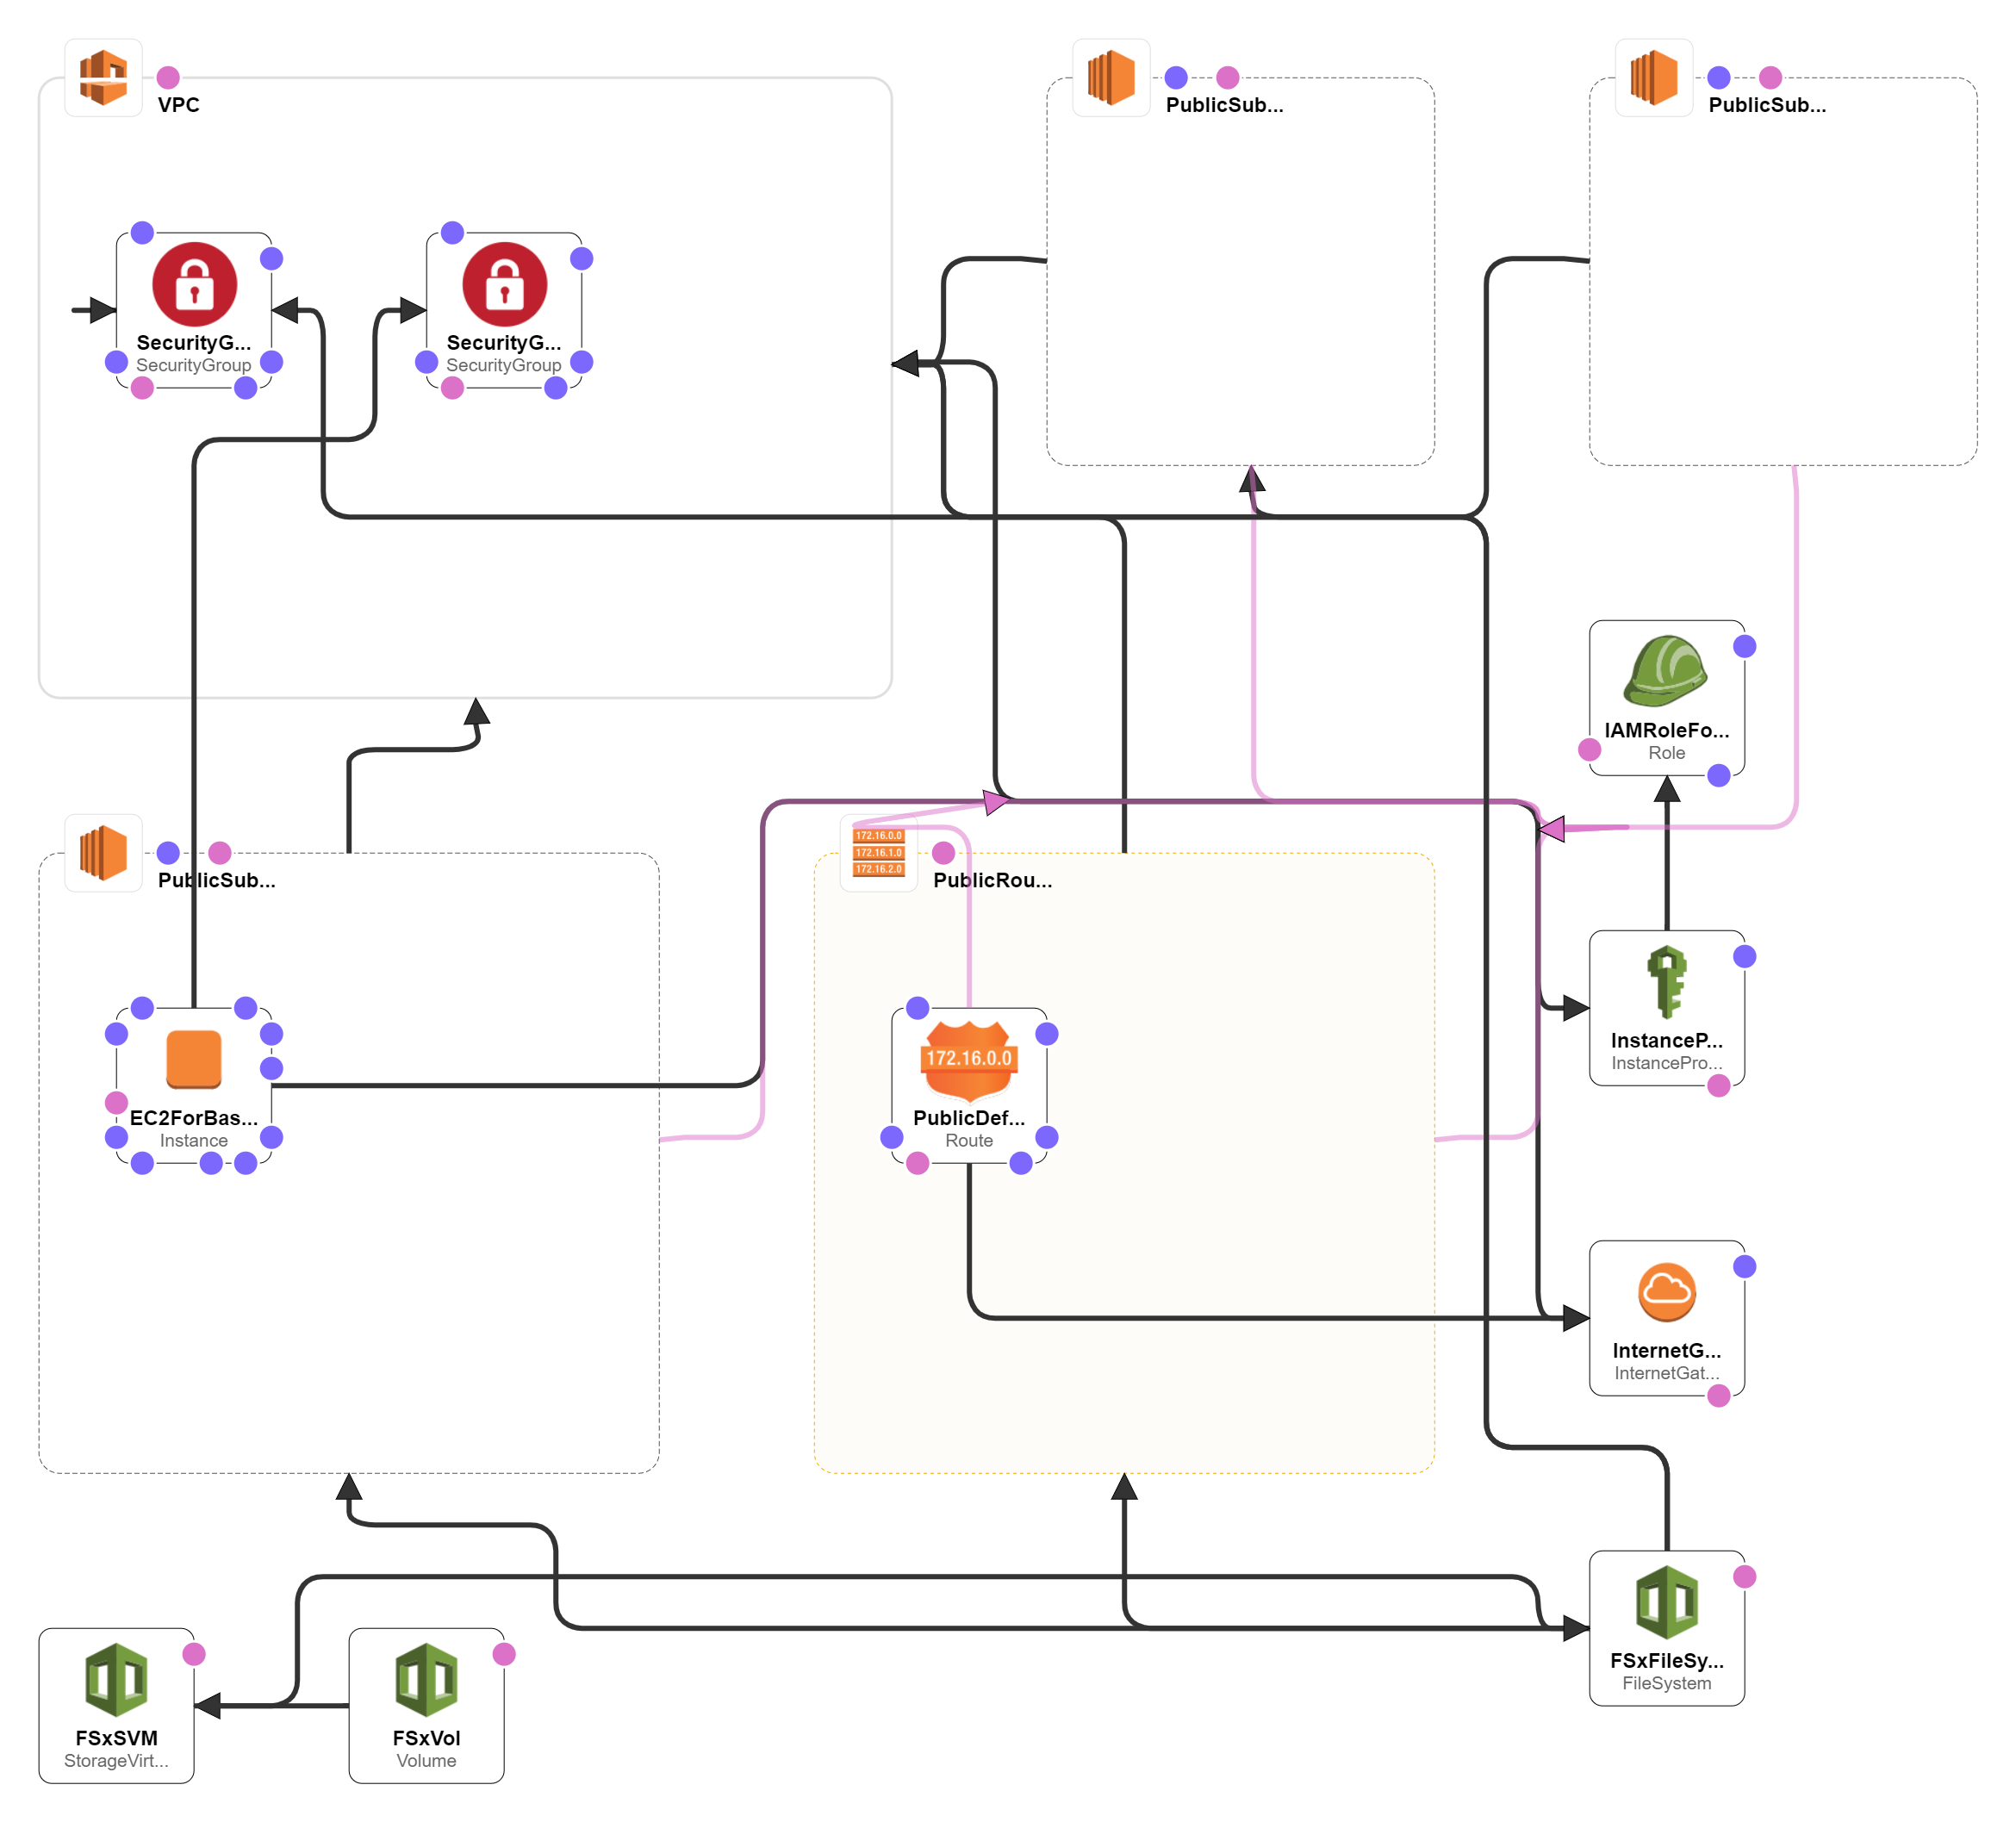 VPC
PublicSub...
PublicSub...
SecurityG...
SecurityGroup
SecurityG...
SecurityGroup
IAMRoleFo...
Role
172.16.0.0
172.16.1.0
172.16.2.0
PublicSub...
PublicRou...
InstanceP...
InstancePro...
172.16.0.0
EC2ForBas...
Instance
PublicDef...
Route
InternetG...
InternetGat...
FSxFileSy...
FileSystem
FSxSVM
StorageVirt...
FSxVol
Volume